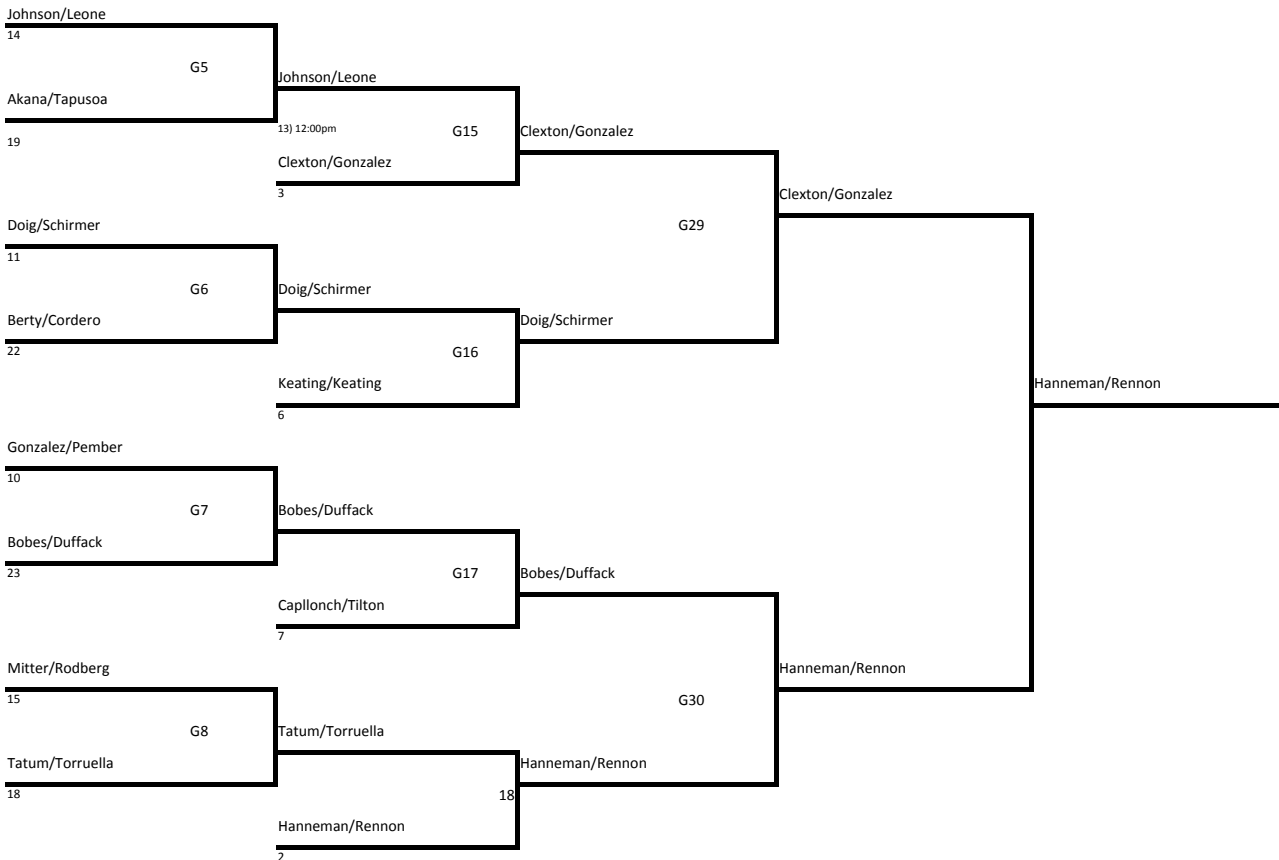 Johnson/Leone
14
G5
Johnson/Leone
Akana/Tapusoa
13) 12:00pm
G15
Clexton/Gonzalez
19
Clexton/Gonzalez
3
Clexton/Gonzalez
Doig/Schirmer
G29
11
G6
Doig/Schirmer
Berty/Cordero
Doig/Schirmer
22
G16
Keating/Keating
Hanneman/Rennon
6
Gonzalez/Pember
10
G7
Bobes/Duffack
Bobes/Duffack
23
G17
Bobes/Duffack
Capllonch/Tilton
7
Mitter/Rodberg
Hanneman/Rennon
15
G30
G8
Tatum/Torruella
Tatum/Torruella
Hanneman/Rennon
18
18
Hanneman/Rennon
2